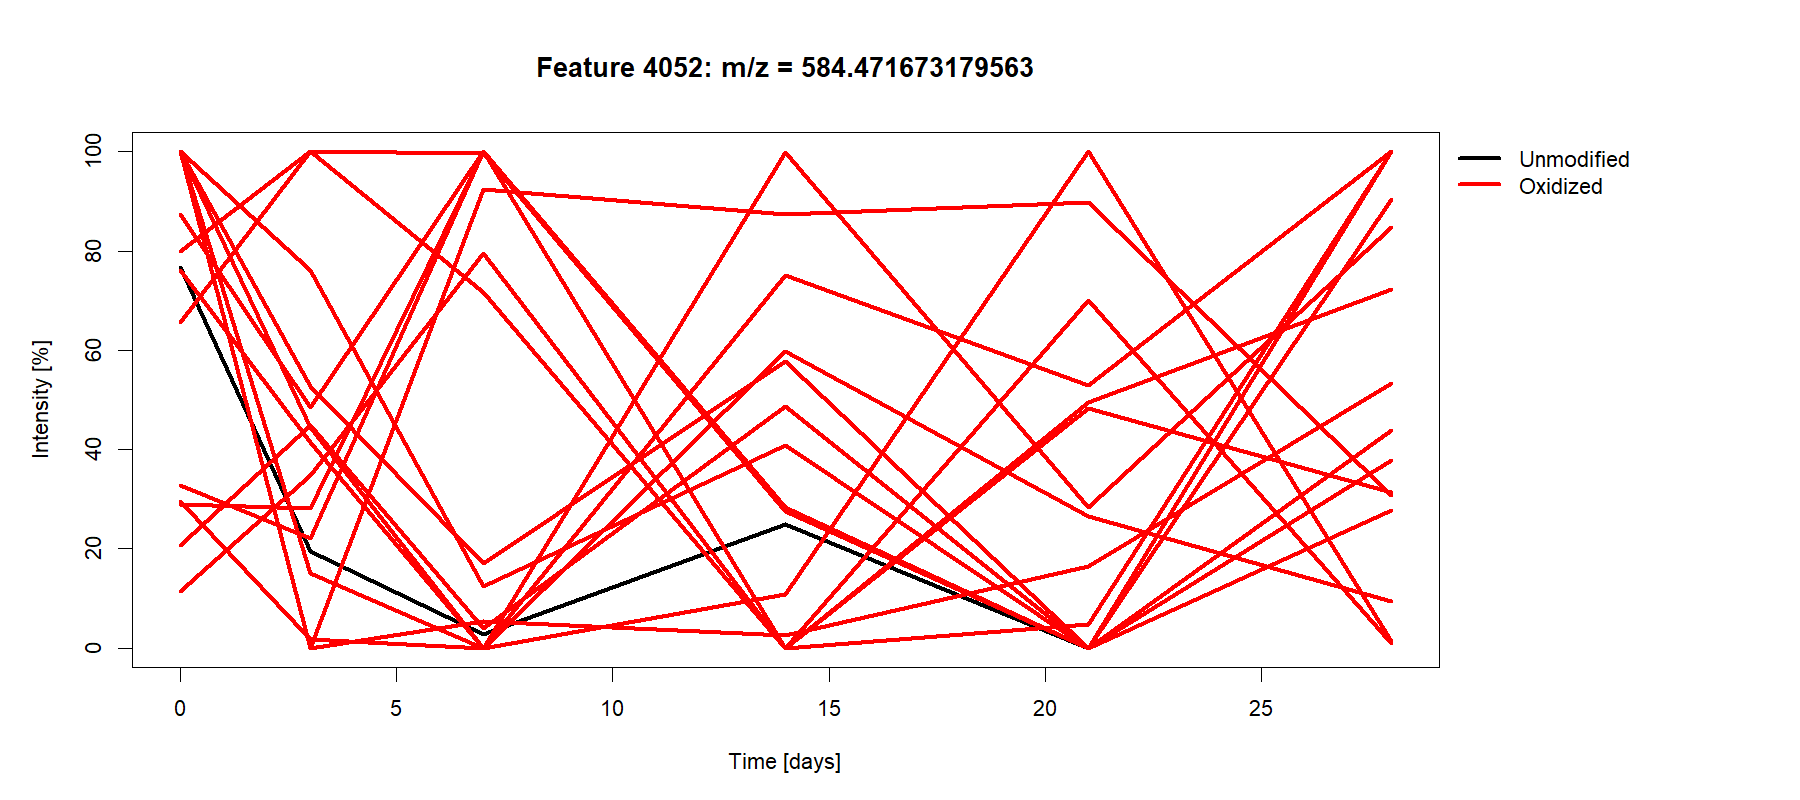 Feature 4052: m/z = 584.471673179563
Unmodified
Oxidized
Intensity [%]
100
80
60
40
20
0
0 5 10 15 20 25
Time [days]